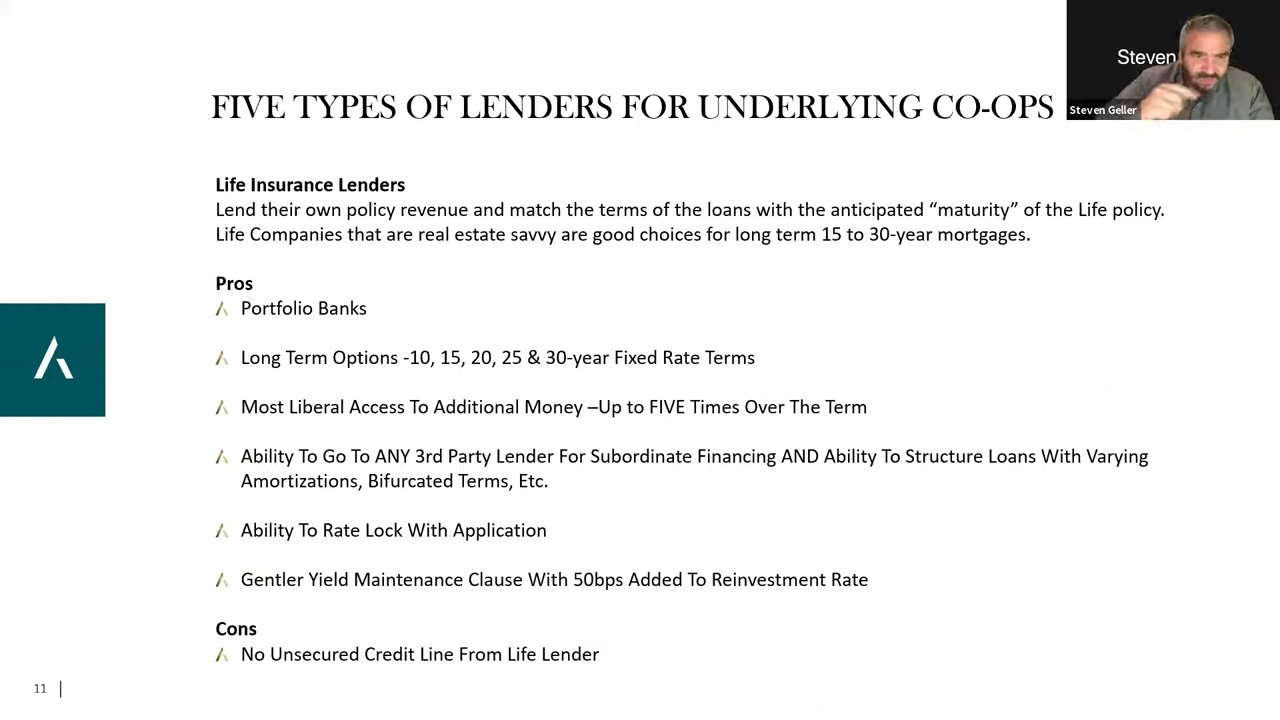 Steven
Steven Geller
FIVE TYPES OF LENDERS FOR UNDERLYING CO-OPS
Life Insurance Lenders
Lend their own policy revenue and match the terms of the loans with the anticipated “maturity” of the Life policy.
Life Companies that are real estate savvy are good choices for long term 15 to 30-year mortgages.
Pros
Portfolio Banks
Long Term Options -10, 15, 20, 25 & 30-year Fixed Rate Terms
Most Liberal Access To Additional Money –Up to FIVE Times Over The Term
Ability To Go To ANY 3rd Party Lender For Subordinate Financing AND Ability To Structure Loans With Varying
Amortizations, Bifurcated Terms, Etc.
Ability To Rate Lock With Application
Gentler Yield Maintenance Clause With 50bps Added To Reinvestment Rate
Cons
No Unsecured Credit Line From Life Lender
11 |